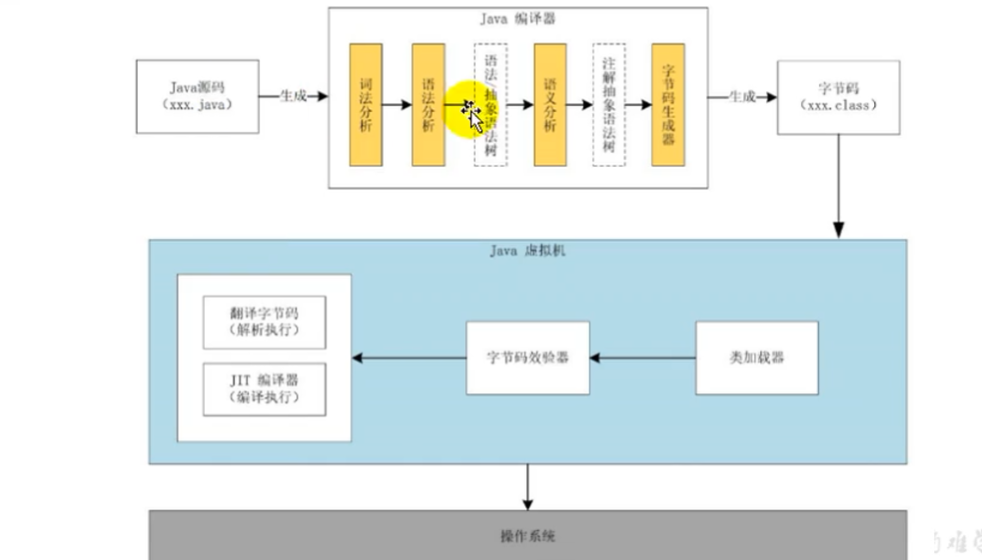 Java 编译器
Java源码
（xxx.java）
生成
词法分析
语法分析
语法/抽象语法树
语义分析
注解抽象语法树
字节码生成器
生成
字节码
（xxx.class）
Java 虚拟机
翻译字节码
（解析执行）
JIT 编译器
（编译执行）
字节码效验器
类加载器
操作系统